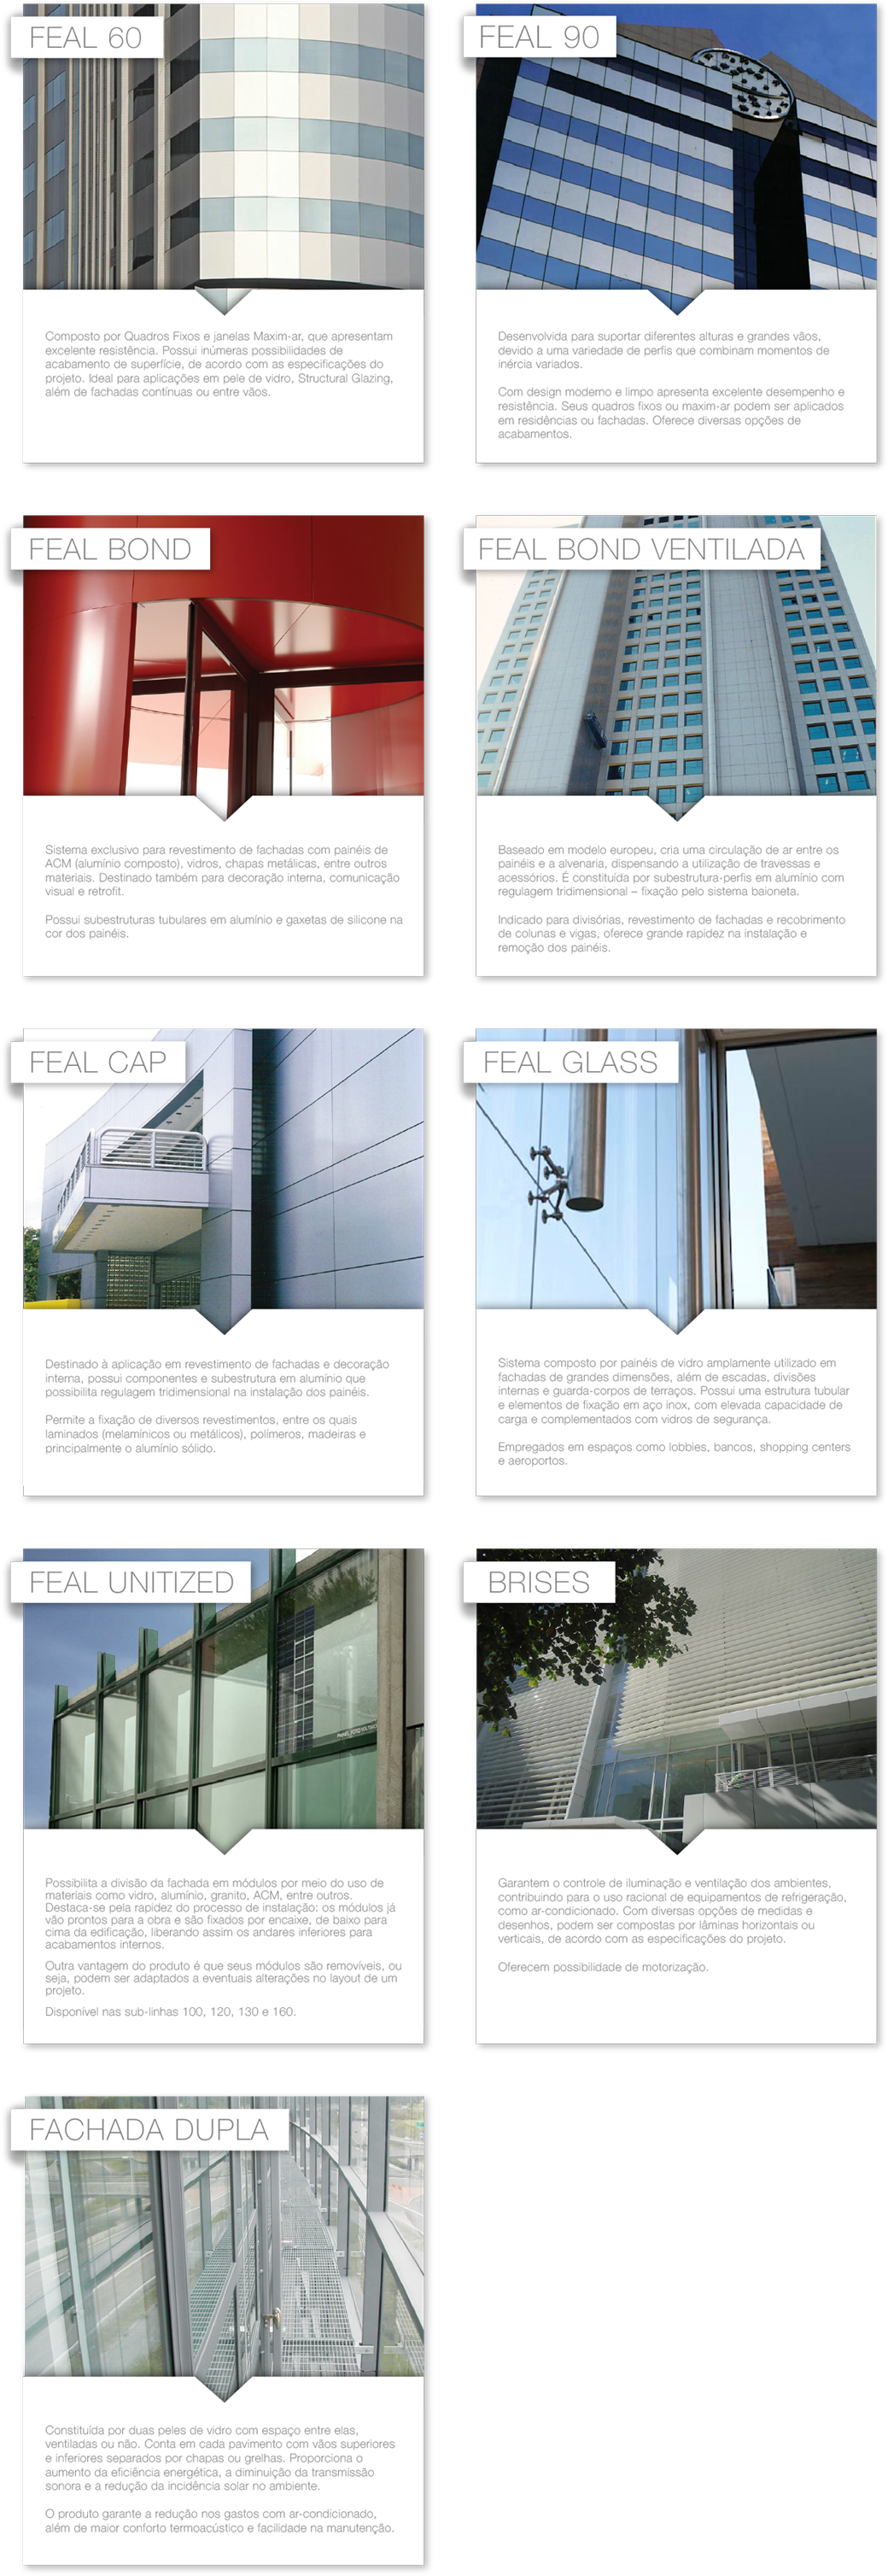 FEAL 60
Composto por Quadros Fixos e janelas Maxim-ar, que apresentam
excelente resistência. Possui inúmeras possibilidades de
acabamento de superfície, de acordo com as especificações do
projeto. Ideal para aplicações em pele de vidro, Structural Glazing,
além de fachadas contínuas ou entre vãos.
FEAL 90
Desenvolvida para suportar diferentes alturas e grandes vãos,
devido a uma variedade de perfis que combinam momentos de
inércia variados.
Com design moderno e limpo apresenta excelente desempenho e
resistência. Seus quadros fixos ou maxim-ar podem ser aplicados
em residências ou fachadas. Oferece diversas opções de
acabamentos.
FEAL BOND
Sistema exclusivo para revestimento de fachadas com painéis de
ACM (alumínio composto), vidros, chapas metálicas, entre outros
materiais. Destinado também para decoração interna, comunicação
visual e retrofit.
Possui subestruturas tubulares em alumínio e gaxetas de silicone na
cor dos painéis.
FEAL BOND VENTILADA
Baseado em modelo europeu, cria uma circulação de ar entre os
painéis e a alvenaria, dispensando a utilização de travessas e
acessórios. É constituída por subestrutura-perfis em alumínio com
regulagem tridimensional – fixação pelo sistema baioneta.
Indicado para divisórias, revestimento de fachadas e recobrimento
de colunas e vigas, oferece grande rapidez na instalação e
remoção dos painéis.
FEAL CAP
Destinado à aplicação em revestimento de fachadas e decoração
interna, possui componentes e subestrutura em alumínio que
possibilita regulagem tridimensional na instalação dos painéis.
Permite a fixação de diversos revestimentos, entre os quais
laminados (melamínicos ou metálicos), polímeros, madeiras e
principalmente o alumínio sólido.
FEAL GLASS
Sistema composto por painéis de vidro amplamente utilizado em
fachadas de grandes dimensões, além de escadas, divisões
internas e guarda-corpos de terraços. Possui uma estrutura tubular
e elementos de fixação em aço inox, com elevada capacidade de
carga e complementados com vidros de segurança.
Empregados em espaços como lobbies, bancos, shopping centers
e aeroportos.
FEAL UNITIZED
Possibilita a divisão da fachada em módulos por meio do uso de
materiais como vidro, alumínio, granito, ACM, entre outros.
Destaca-se pela rapidez do processo de instalação: os módulos já
vão prontos para a obra e são fixados por encaixe, de baixo para
cima da edificação, liberando assim os andares inferiores para
acabamentos internos.
Outra vantagem do produto é que seus módulos são removíveis, ou
seja, podem ser adaptados a eventuais alterações no layout de um
projeto.
Disponível nas sub-linhas 100, 120, 130 e 160.
BRISES
Garantem o controle de iluminação e ventilação dos ambientes,
contribuindo para o uso racional de equipamentos de refrigeração,
como ar-condicionado. Com diversas opções de medidas e
desenhos, podem ser compostas por lâminas horizontais ou
verticais, de acordo com as especificações do projeto.
Oferecem possibilidade de motorização.
FACHADA DUPLA
Constituída por duas peles de vidro com espaço entre elas,
ventiladas ou não. Conta em cada pavimento com vãos superiores
e inferiores separados por chapas ou grelhas. Proporciona o
aumento da eficiência energética, a diminuição da transmissão
sonora e a redução da incidência solar no ambiente.
O produto garante a redução nos gastos com ar-condicionado,
além de maior conforto termoacústico e facilidade na manutenção.